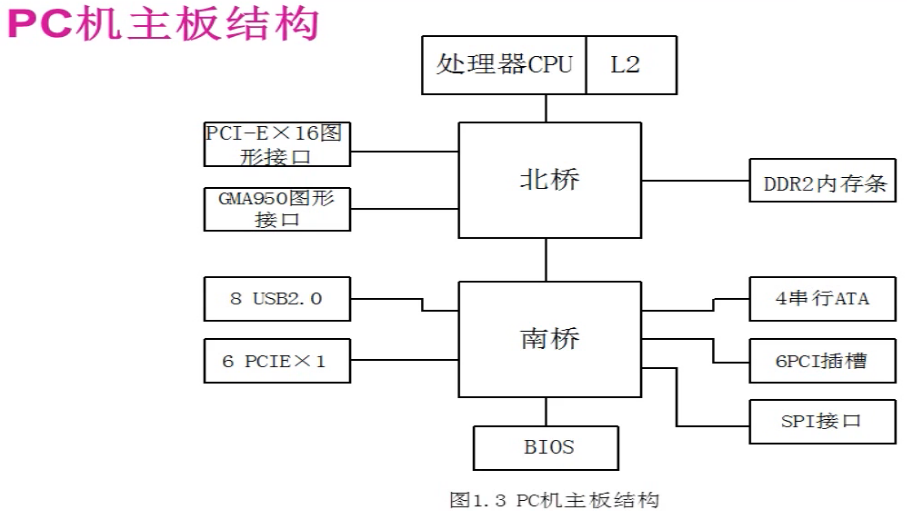 PC机主板结构
处理器CPU
L2
PCI-E×16图
形接口
北桥
DDR2内存条
GMA950图形
接口
8 USB2.0
南桥
4串行ATA
6 PCIE×1
6PCI插槽
SPI接口
BIOS
图1.3 PC机主板结构